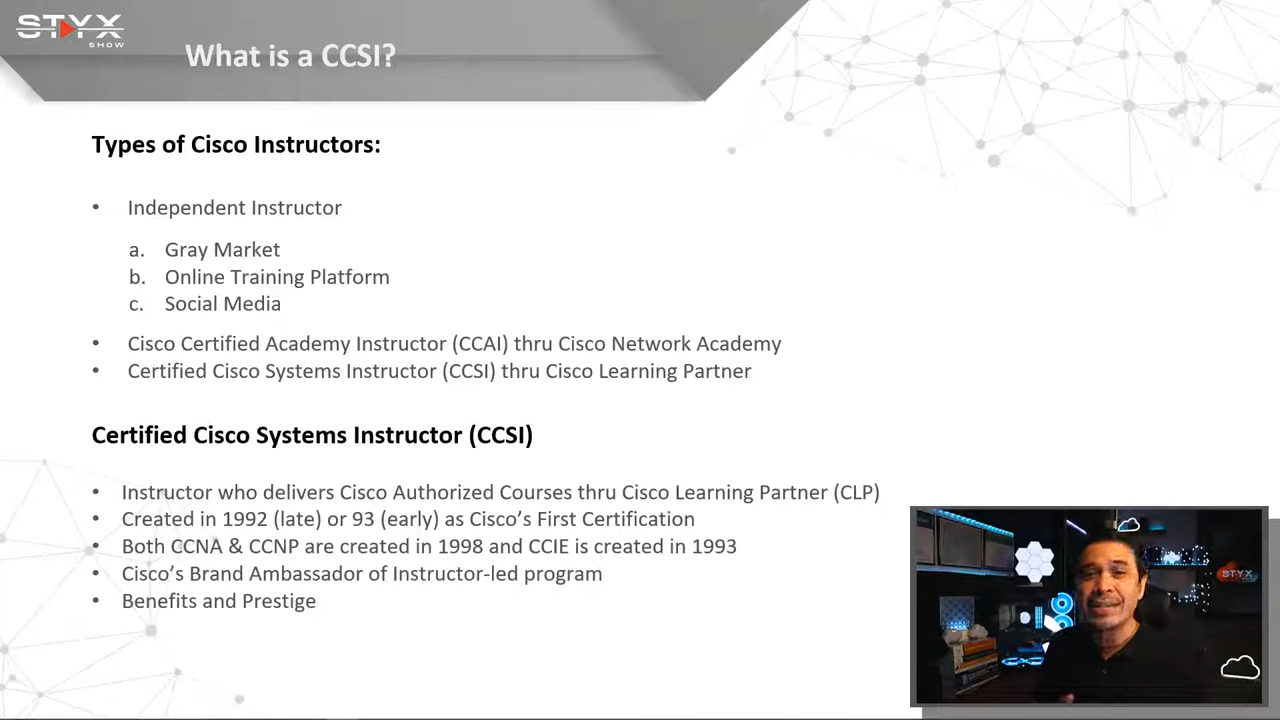 STYX
SHOW
What is a CCSI?
Types of Cisco Instructors:
• Independent Instructor
a. Gray Market
b. Online Training Platform
c. Social Media
• Cisco Certified Academy Instructor (CCAI) thru Cisco Network Academy
• Certified Cisco Systems Instructor (CCSI) thru Cisco Learning Partner
Certified Cisco Systems Instructor (CCSI)
• Instructor who delivers Cisco Authorized Courses thru Cisco Learning Partner (CLP)
• Created in 1992 (late) or 93 (early) as Cisco’s First Certification
• Both CCNA & CCNP are created in 1998 and CCIE is created in 1993
• Cisco’s Brand Ambassador of Instructor-led program
• Benefits and Prestige
STYX